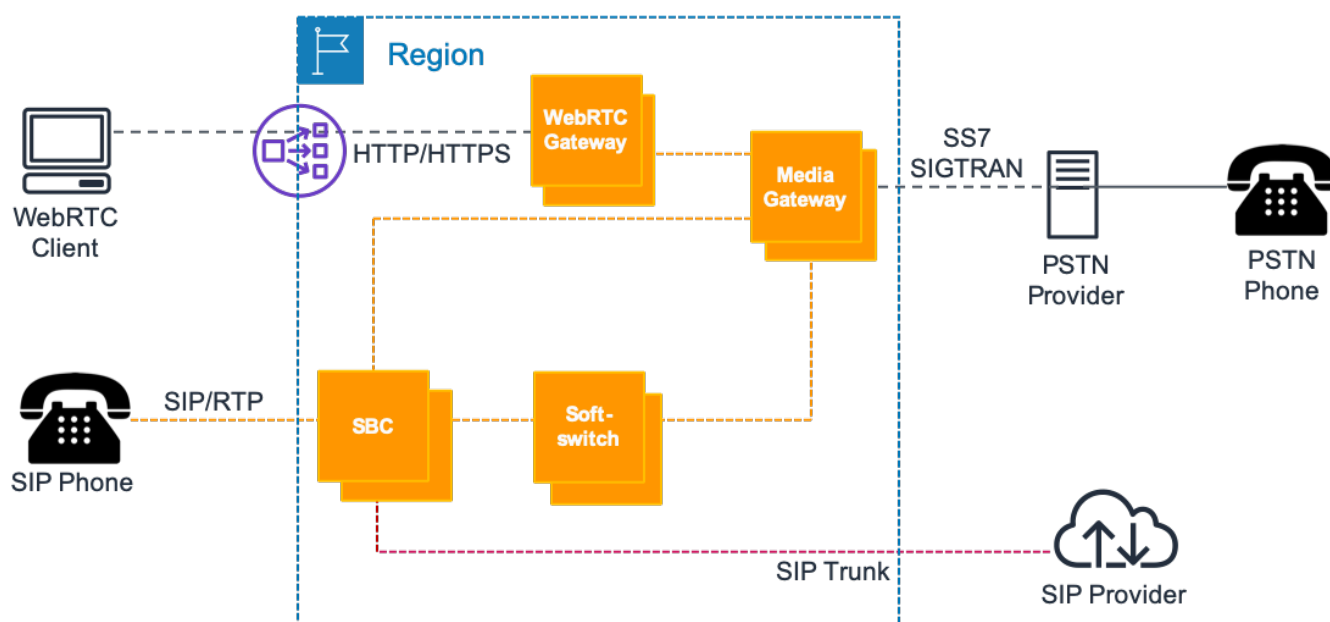 Region
WebRTC
Gateway
HTTP/HTTPS
WebRTC
Client
Media
Gateway
SS7
SIGTRAN
PSTN
Provider
PSTN
Phone
SIP/RTP
SIP Phone
SBC
Soft-
switch
SIP Trunk
SIP Provider